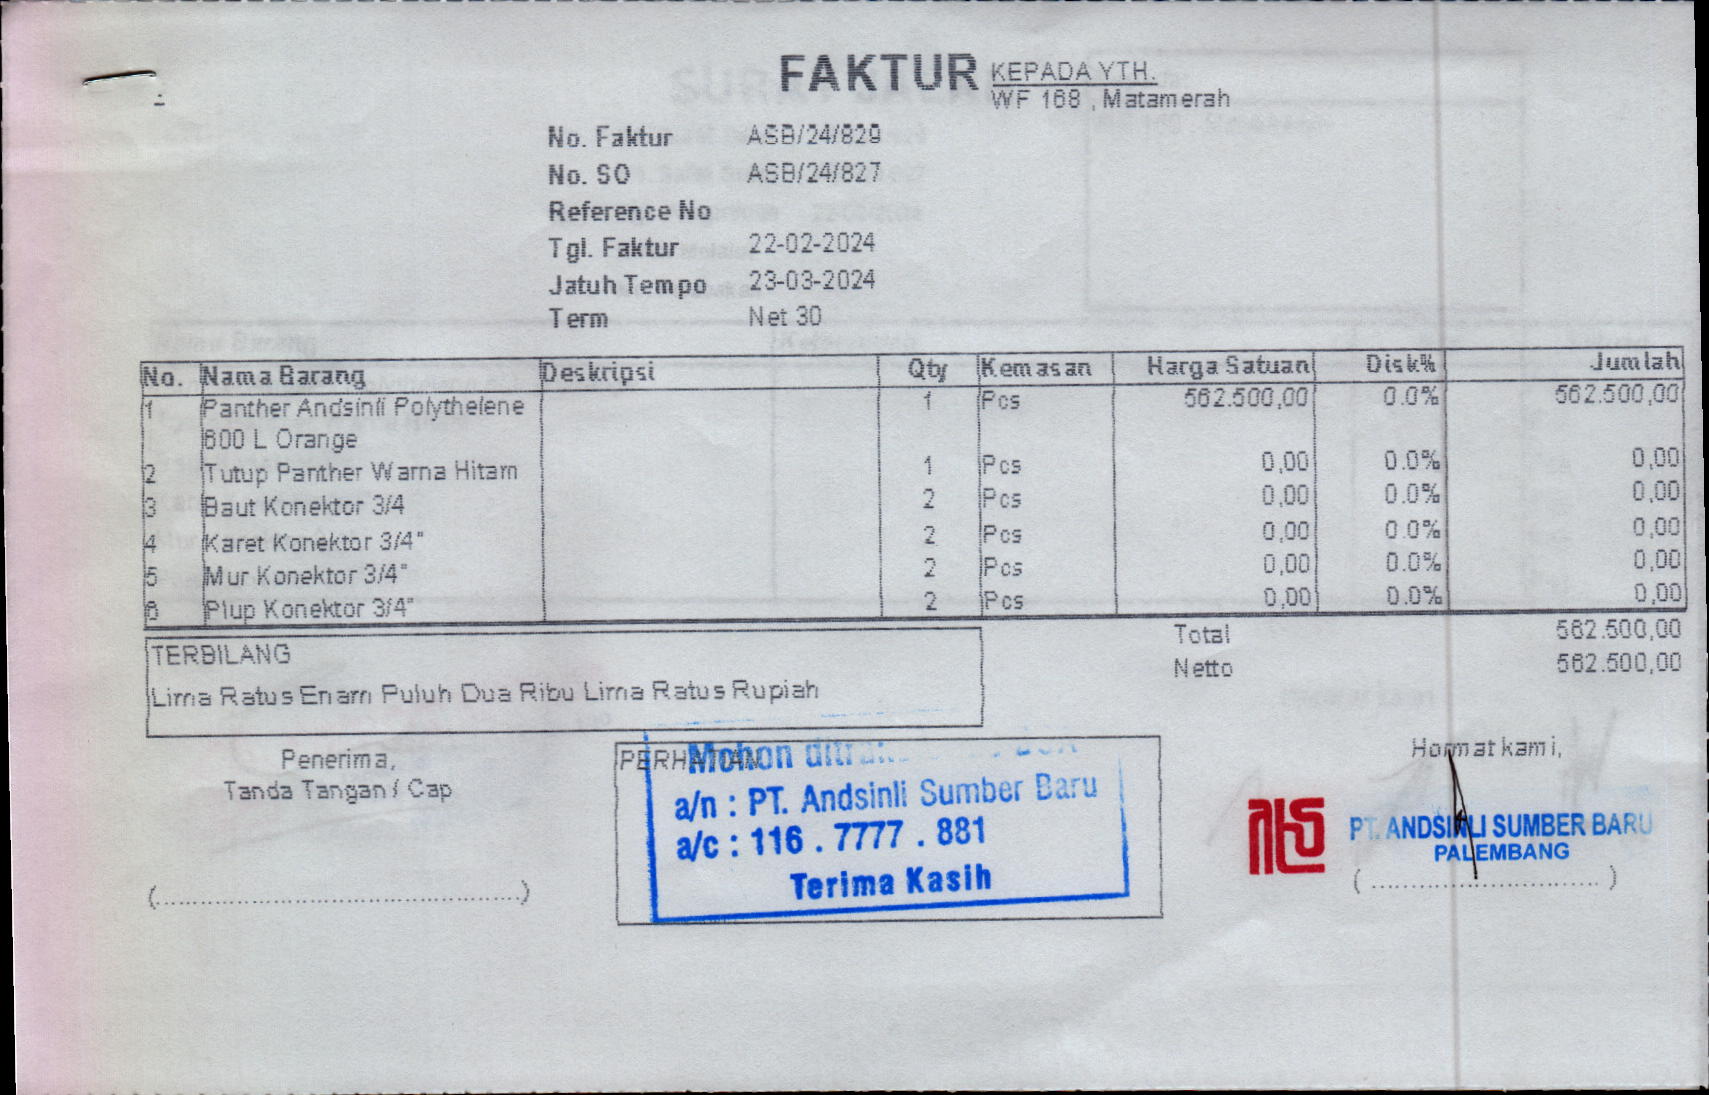 FAKTUR
KEPADA YTH.
WF 168 , Matamerah
No. Faktur ASB/24/829
No. SO ASB/24/827
Reference No
Tgl. Faktur 22-02-2024
Jatuh Tempo 23-03-2024
Term Net 30
No. Nama Barang Deskripsi Qty Kemasan Harga Satuan Disk% Jumlah
1 Panther Andsinli Polythelene 1 Pcs 562.500,00 0.0% 562.500,00
600 L Orange
2 Tutup Panther Warna Hitam 1 Pcs 0,00 0.0% 0,00
3 Baut Konektor 3/4 2 Pcs 0,00 0.0% 0,00
4 Karet Konektor 3/4" 2 Pcs 0,00 0.0% 0,00
5 Mur Konektor 3/4" 2 Pcs 0,00 0.0% 0,00
6 Plup Konektor 3/4" 2 Pcs 0,00 0.0% 0,00
Total 562.500,00
Netto 562.500,00
TERBILANG
Lima Ratus Enam Puluh Dua Ribu Lima Ratus Rupiah
Penerima,
Tanda Tangan / Cap
(..............................................)
PERHATIAN
Mohon
a/n : PT. Andsinli Sumber Baru
a/c : 116 . 7777 . 881
Terima Kasih
Hormat kami,
PT. ANDSINLI SUMBER BARU
PALEMBANG
( ............................. )